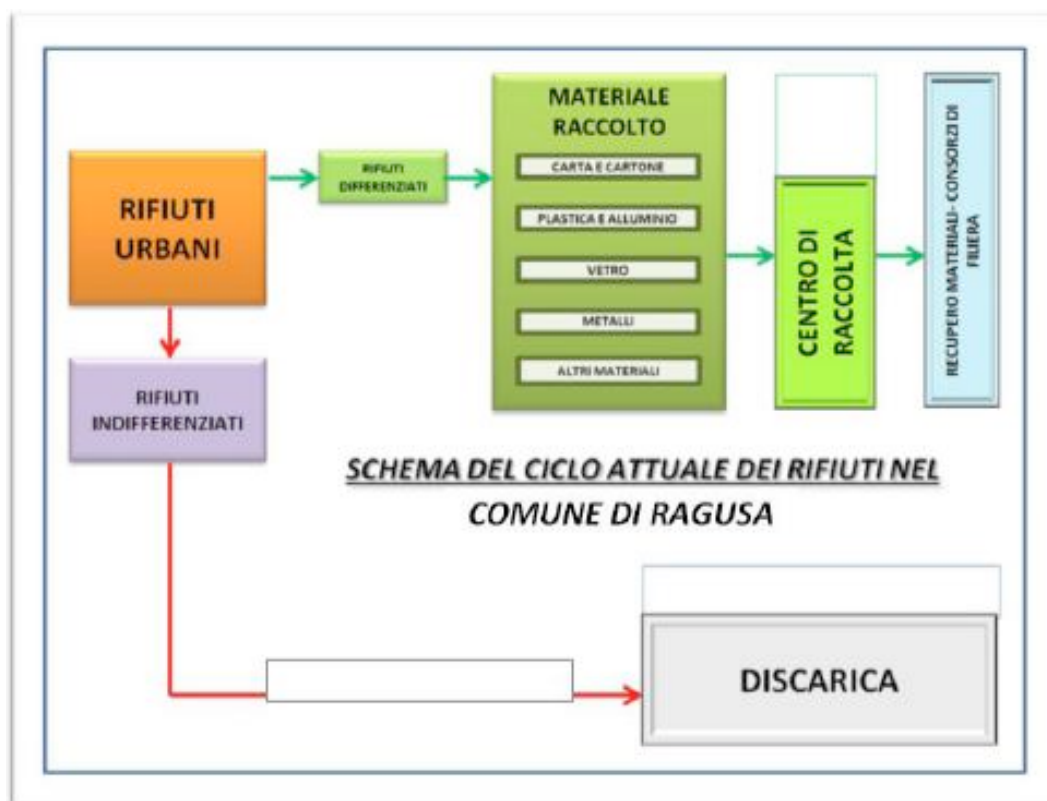 RIFIUTI
URBANI
RIFIUTI
DIFFERENZIATI
MATERIALE
RACCOLTO
CARTA E CARTONE
PLASTICA E ALLUMINIO
VETRO
METALLI
ALTRI MATERIALI
CENTRO DI
RACCOLTA
RECUPERO MATERIALI- CONSORZI DI
FILIERA
RIFIUTI
INDIFFERENZIATI
SCHEMA DEL CICLO ATTUALE DEI RIFIUTI NEL
COMUNE DI RAGUSA
DISCARICA